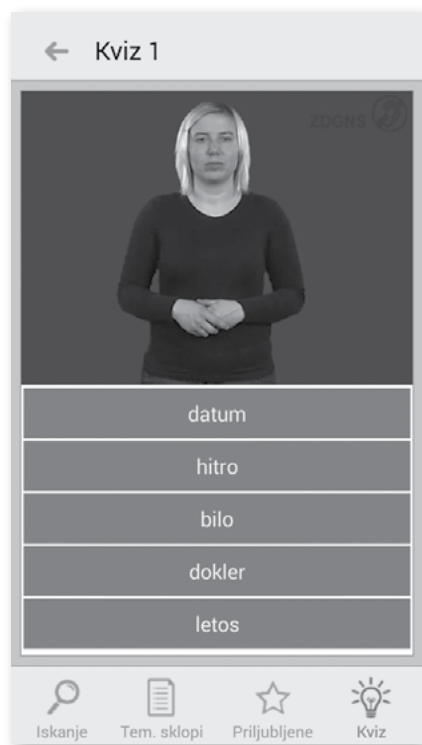 Kviz 1
ZDGNS
datum
hitro
bilo
dokler
letos
Iskanje Tem. sklopi Priljubljene Kviz